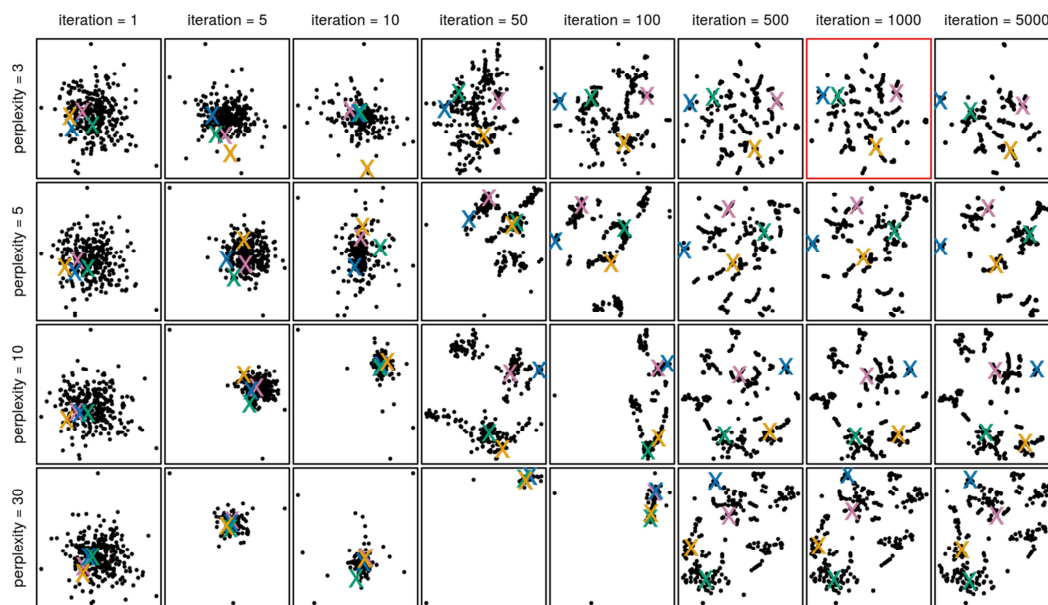 iteration = 1 iteration = 5 iteration = 10 iteration = 50 iteration = 100 iteration = 500 iteration = 1000 iteration = 5000
perplexity = 3
perplexity = 5
perplexity = 10
perplexity = 30